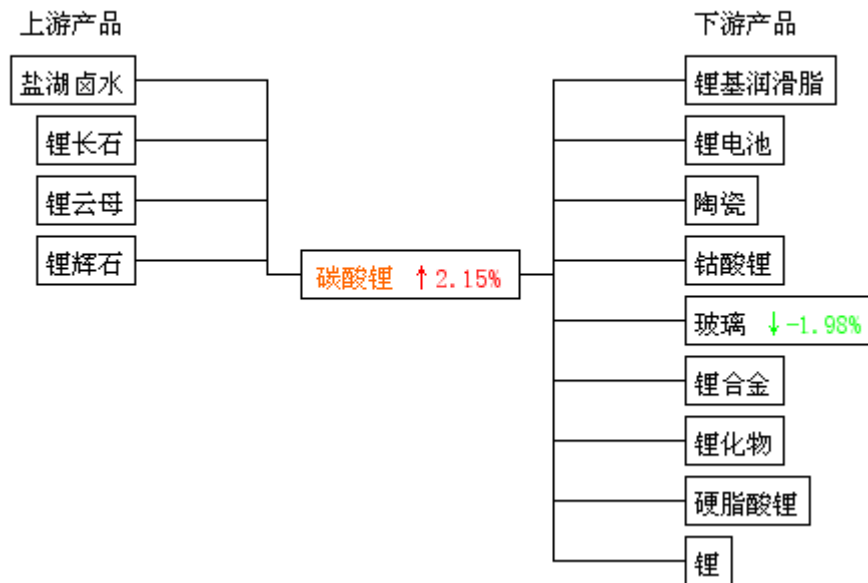 上游产品
盐湖卤水
锂长石
锂云母
锂辉石
碳酸锂 ↑2.15%
下游产品
锂基润滑脂
锂电池
陶瓷
钴酸锂
玻璃 ↓-1.98%
锂合金
锂化物
硬脂酸锂
锂